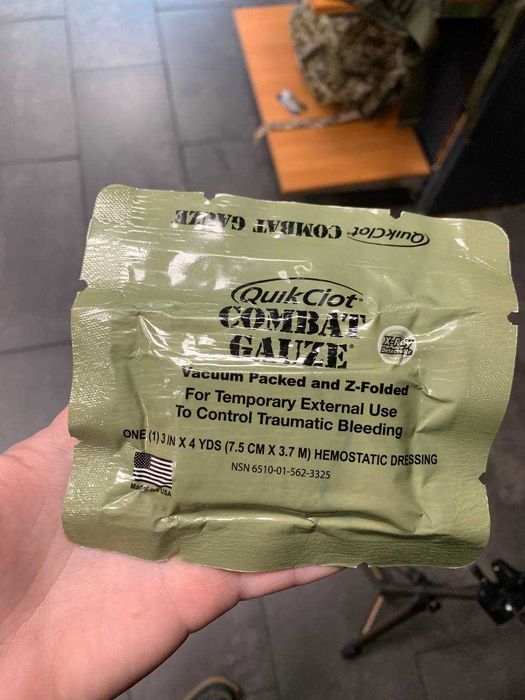 QuikClot COMBAT GAUZE
QuikClot®
COMBAT
GAUZE®
X-Ray
Detectable
Vacuum Packed and Z-Folded
For Temporary External Use
To Control Traumatic Bleeding
ONE (1) 3 IN X 4 YDS (7.5 CM X 3.7 M) HEMOSTATIC DRESSING
NSN 6510-01-562-3325
Made in USA